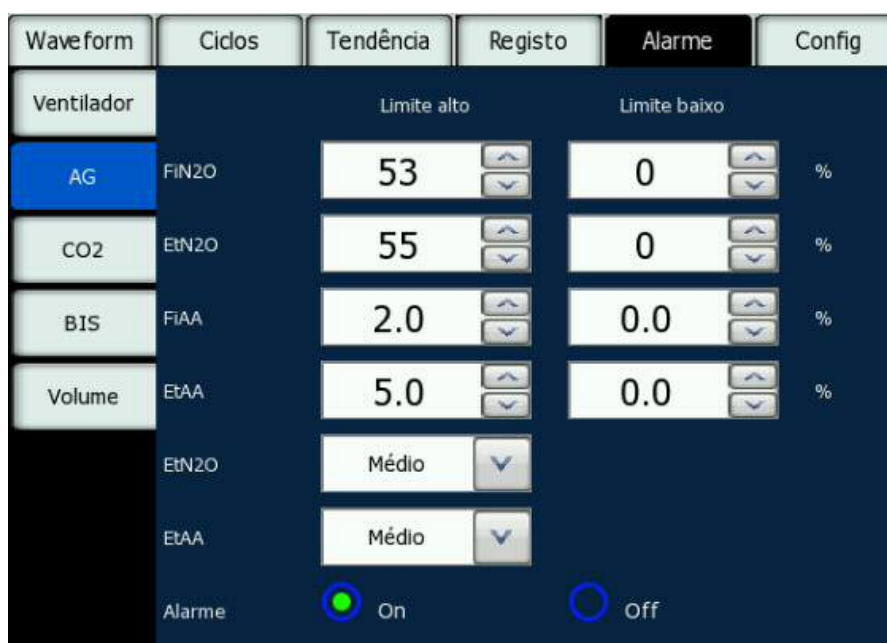 Waveform Ciclos Tendência Registo Alarme Config
Ventilador
Limite alto Limite baixo
AG
FiN2O 53 0 %
CO2
EtN2O 55 0 %
BIS
FiAA 2.0 0.0 %
Volume
EtAA 5.0 0.0 %
EtN2O Médio
EtAA Médio
Alarme On Off